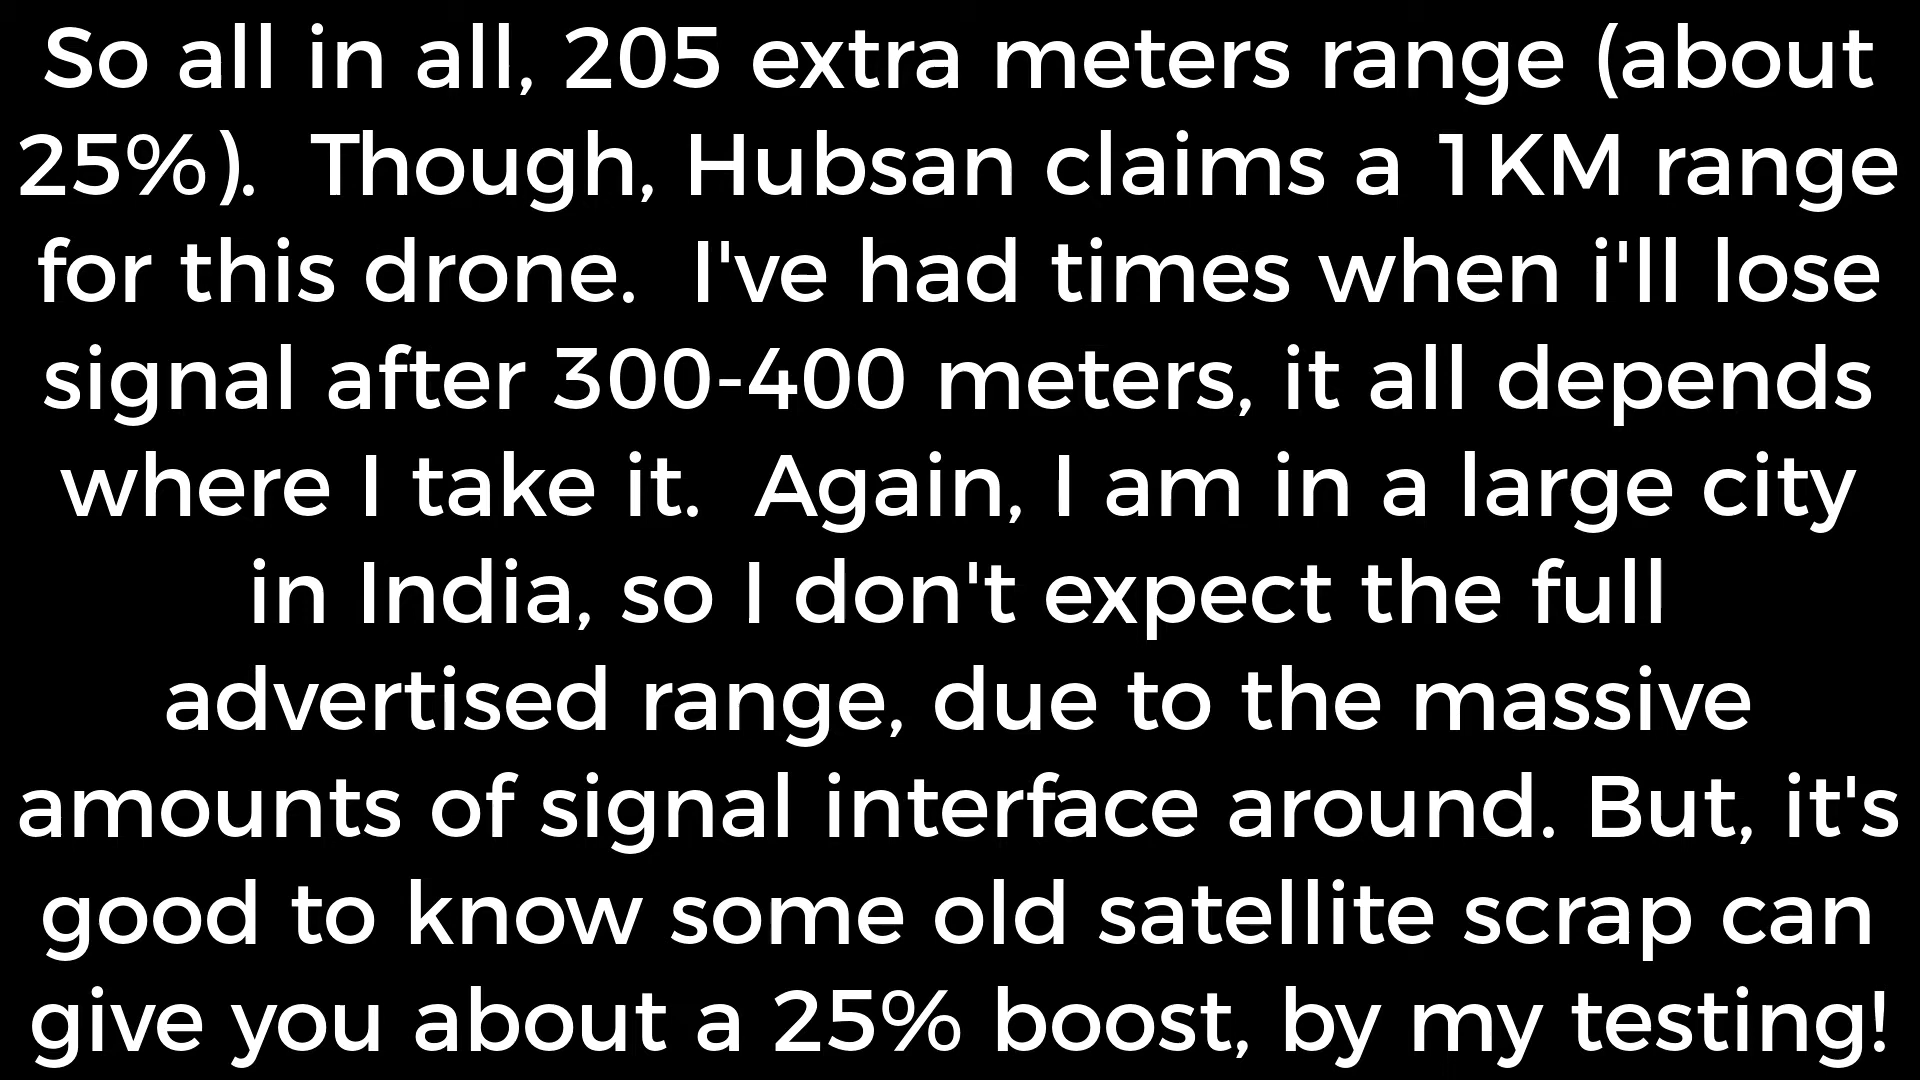 So all in all, 205 extra meters range (about
25%).  Though, Hubsan claims a 1KM range
for this drone.  I've had times when i'll lose
signal after 300-400 meters, it all depends
where I take it.  Again, I am in a large city
in India, so I don't expect the full
advertised range, due to the massive
amounts of signal interface around. But, it's
good to know some old satellite scrap can
give you about a 25% boost, by my testing!